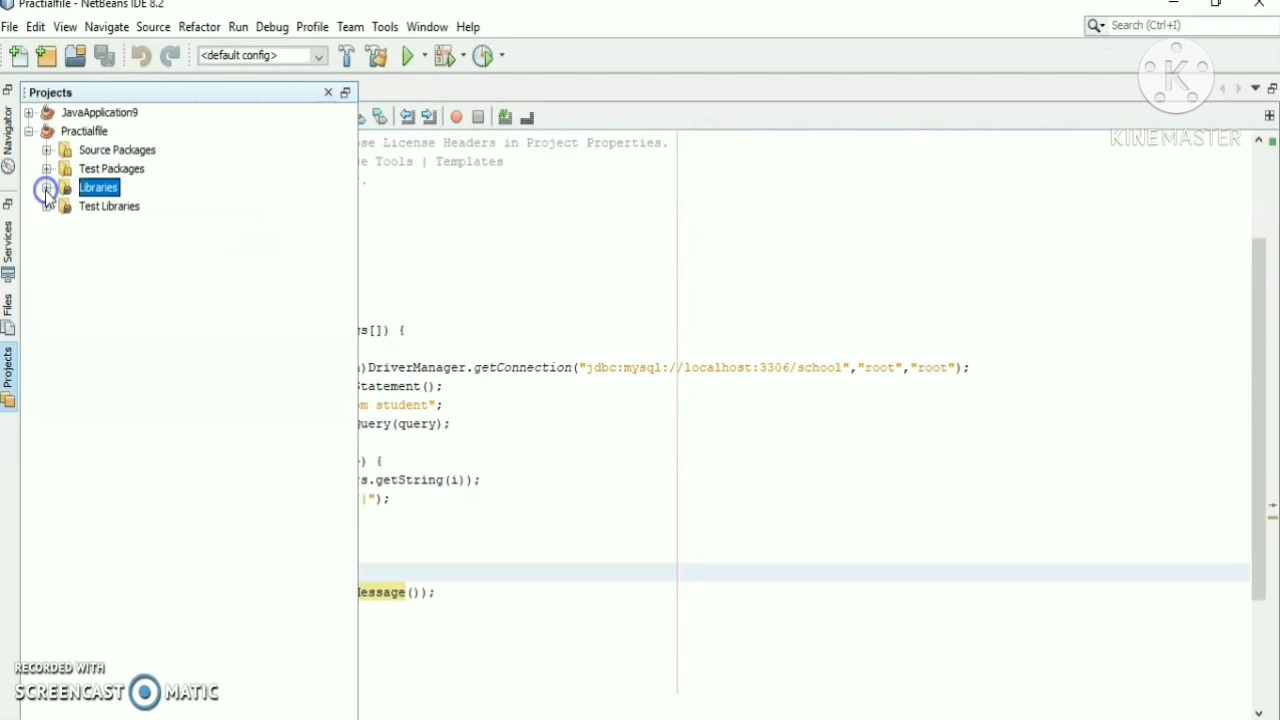 Practialfile - NetBeans IDE 8.2
File Edit View Navigate Source Refactor Run Debug Profile Team Tools Window Help
Search (Ctrl+I)
<default config>
K
KINEMASTER
Projects
Navigator
Services
Files
Projects
JavaApplication9
Practialfile
Source Packages
Test Packages
Libraries
Test Libraries
se License Headers in Project Properties.
e Tools | Templates
.
s[]) {
)DriverManager.getConnection("jdbc:mysql://localhost:3306/school","root","root");
Statement();
m student";
Query(query);
) {
s.getString(i));
|");
Message());
RECORDED WITH
SCREENCAST MATIC